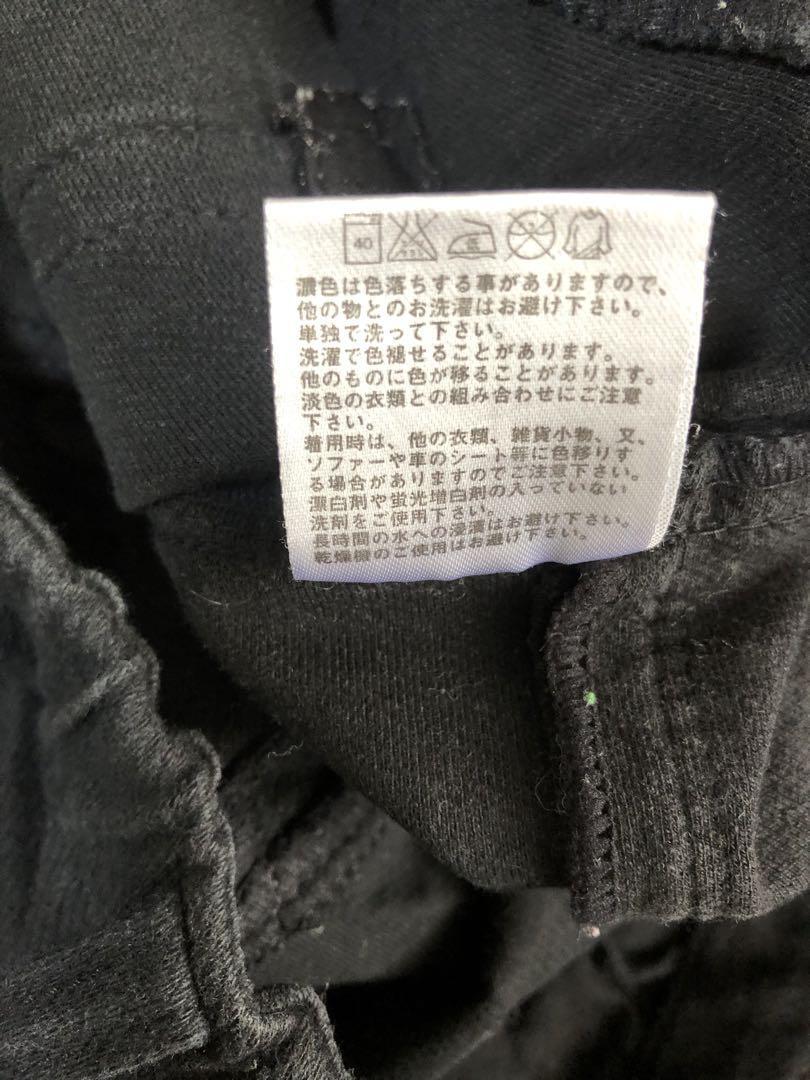 40
濃色は色落ちする事がありますので、
他の物とのお洗濯はお避け下さい。
単独で洗って下さい。
洗濯で色褪せることがあります。
他のものに色が移ることがあります。
淡色の衣類との組み合わせにご注意
下さい。
着用時は、他の衣類、雑貨小物、又、
ソファーや車のシート等に色移りす
る場合がありますのでご注意下さい。
漂白剤や蛍光増白剤の入っていない
洗剤をご使用下さい。
長時間の水への浸漬はお避け下さい。
乾燥機のご使用はお避け下さい。